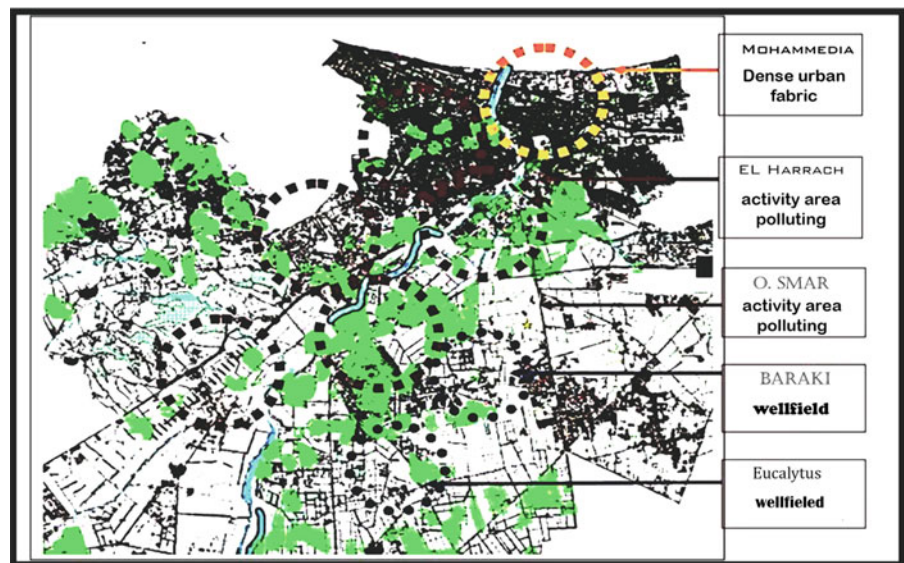 MOHAMMEDIA
Dense urban
fabric
EL HARRACH
activity area
polluting
O. SMAR
activity area
polluting
BARAKI
wellfield
Eucalytus
wellfieled